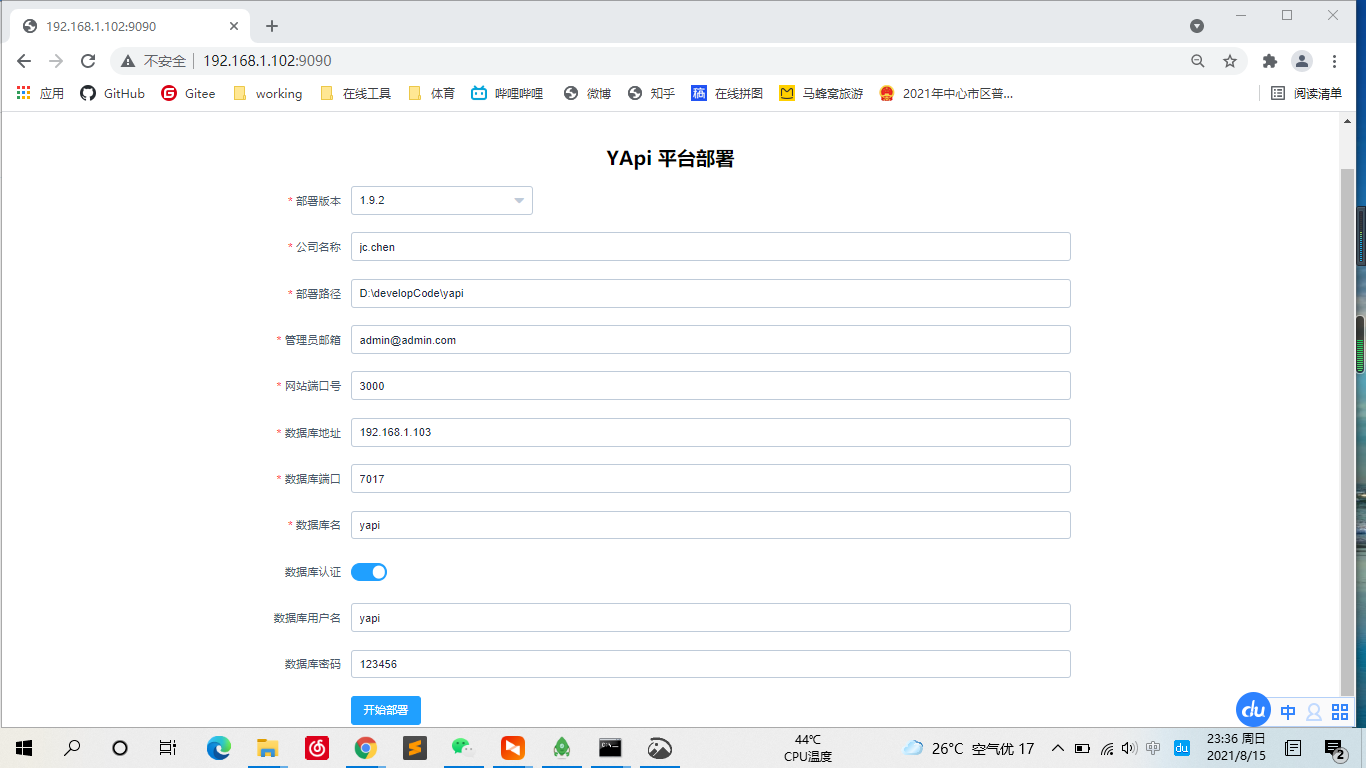 192.168.1.102:9090
不安全 192.168.1.102:9090
应用 GitHub Gitee working 在线工具 体育 哔哩哔哩 微博 知乎 在线拼图 马蜂窝旅游 2021年中心市区普... 阅读清单
YApi 平台部署
* 部署版本 1.9.2
* 公司名称 jc.chen
* 部署路径 D:\developCode\yapi
* 管理员邮箱 admin@admin.com
* 网站端口号 3000
* 数据库地址 192.168.1.103
* 数据库端口 7017
* 数据库名 yapi
数据库认证
数据库用户名 yapi
数据库密码 123456
开始部署
du 中
44℃
CPU温度
26°C 空气优 17
中 du
23:36 周日
2021/8/15
2